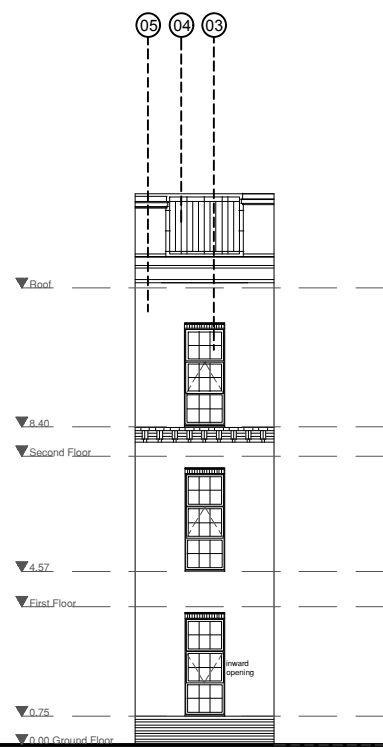 05 04 03
Roof
8.40
Second Floor
4.57
First Floor
inward
opening
0.75
0.00 Ground Floor